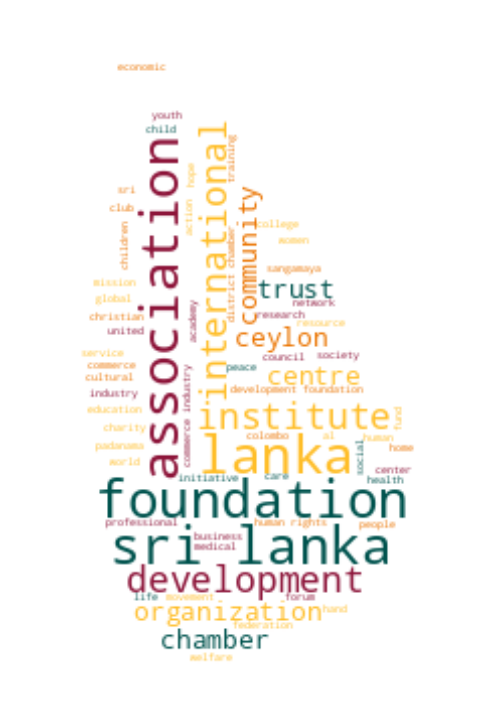 economic
youth
child
association
international
training
hope
action
sri
club
community
children
college
women
district chamber
sangamaya
mission
trust
global
network
christian
research
united
resource
academy
ceylon
service
council
society
commerce
peace
centre
cultural
industry
development foundation
commerce industry
education
institute
fund
charity
colombo
al
human
padanama
social
home
world
lanka
center
initiative
care
health
foundation
professional
human rights
people
sri lanka
business
medical
development
life
movement
forum
organization
hand
federation
chamber
welfare